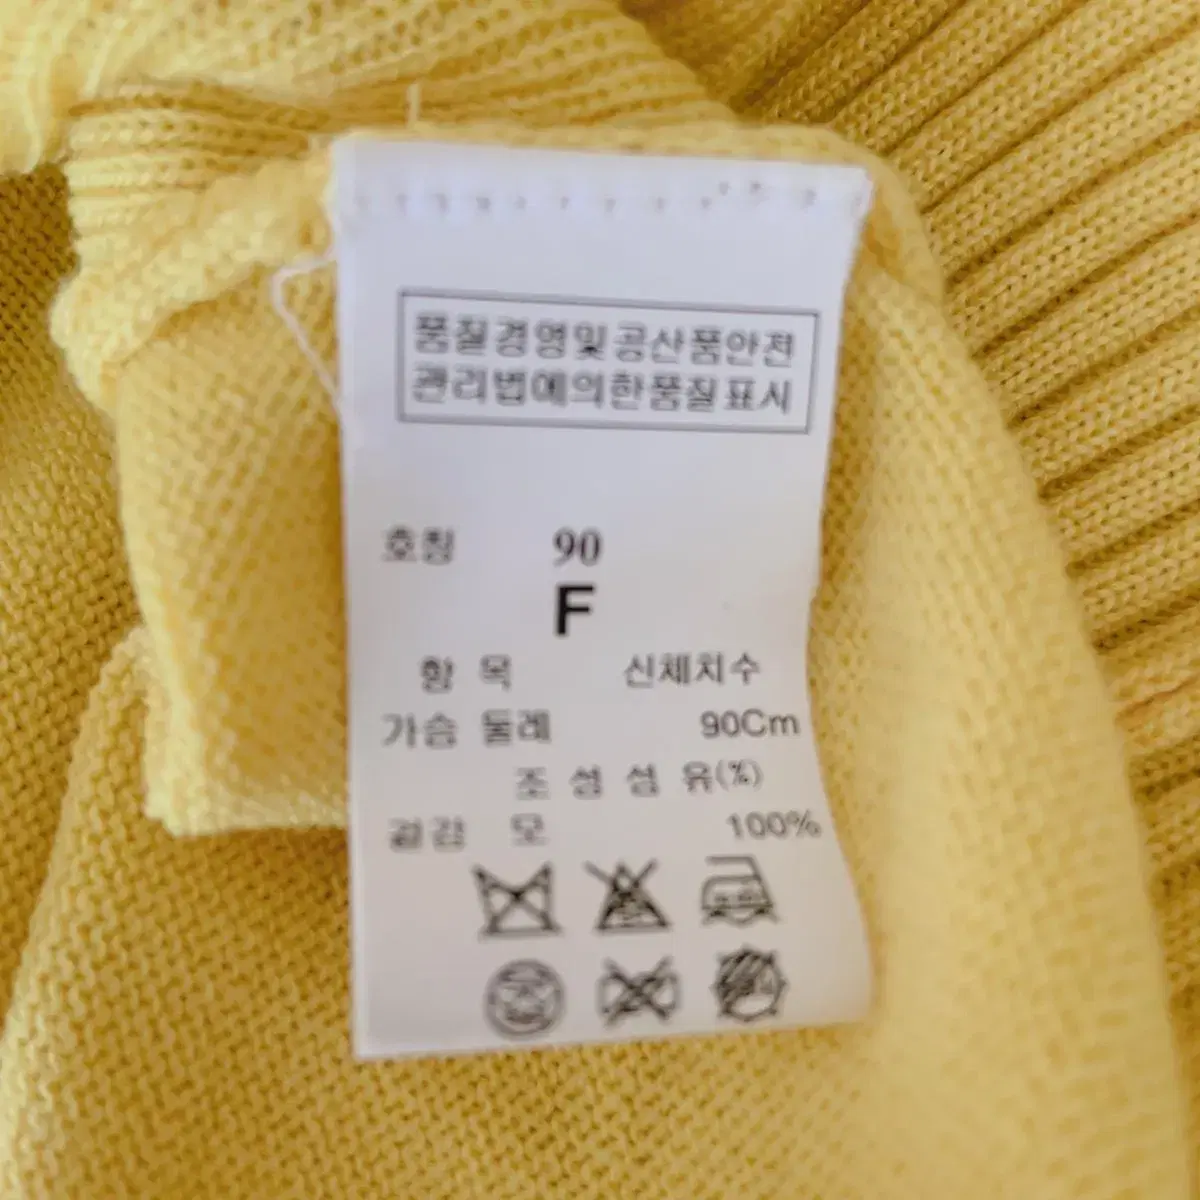 품질경영및공산품안전
관리법에의한품질표시
호칭 90
F
항 목 신체치수
가슴 둘레 90Cm
조 성 섬 유(%)
겉감 모 100%